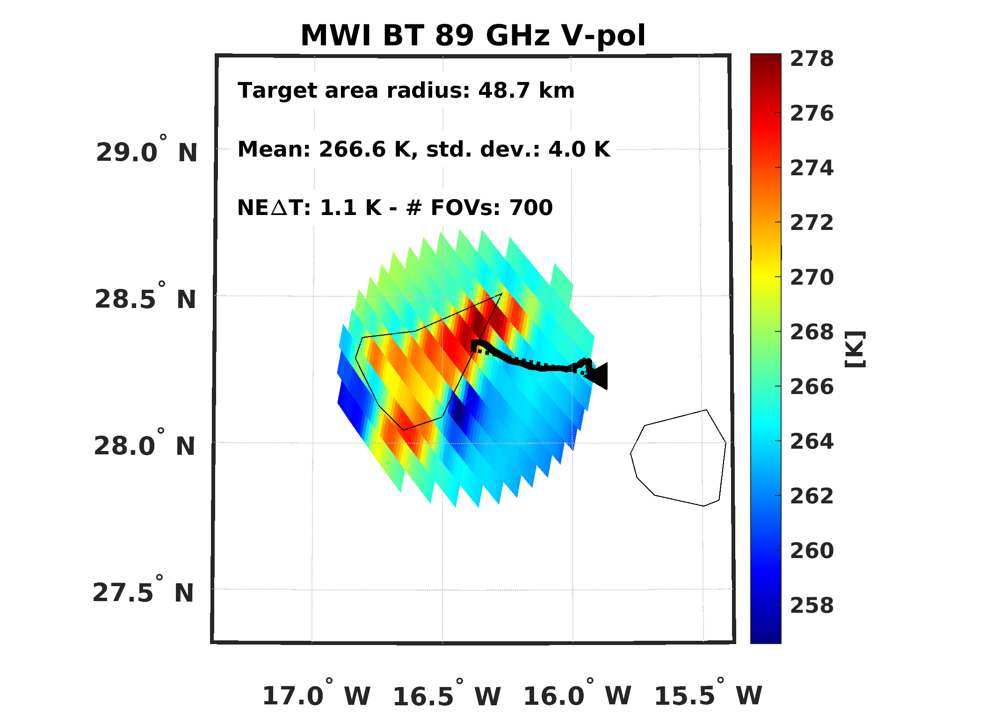 MWI BT 89 GHz V-pol
Target area radius: 48.7 km
Mean: 266.6 K, std. dev.: 4.0 K
NE△T: 1.1 K - # FOVs: 700
29.0° N
28.5° N
28.0° N
27.5° N
17.0° W 16.5° W 16.0° W 15.5° W
278
276
274
272
270
268
266
264
262
260
258
[K]